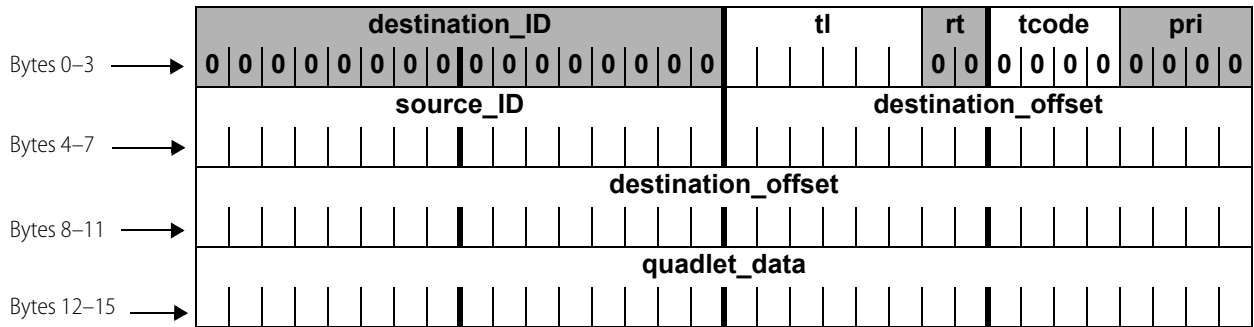 destination_ID tl rt tcode pri
Bytes 0–3 0 0 0 0 0 0 0 0 0 0 0 0 0 0 0 0 0 0 0 0 0 0 0 0 0 0
source_ID destination_offset
Bytes 4–7
destination_offset
Bytes 8–11
quadlet_data
Bytes 12–15